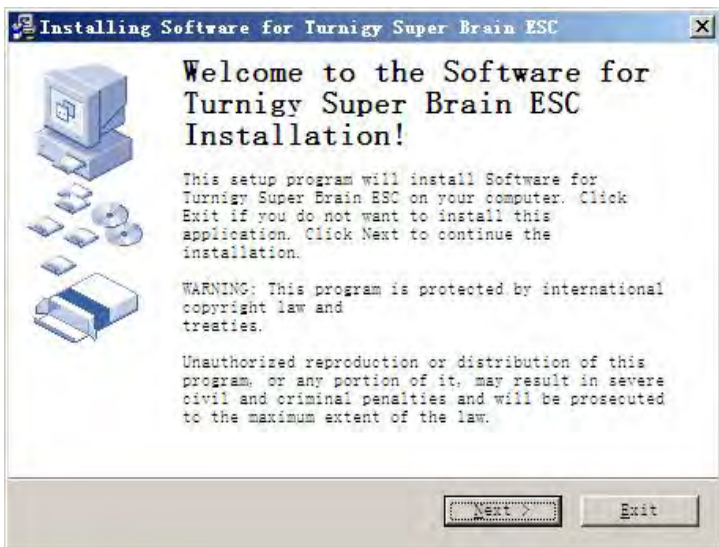 Installing Software for Turnigy Super Brain ESC
Welcome to the Software for
Turnigy Super Brain ESC
Installation!
This setup program will install Software for
Turnigy Super Brain ESC on your computer. Click
Exit if you do not want to install this
application. Click Next to continue the
installation.
WARNING: This program is protected by international
copyright law and
treaties.
Unauthorized reproduction or distribution of this
program, or any portion of it, may result in severe
civil and criminal penalties and will be prosecuted
to the maximum extent of the law.
Next > Exit